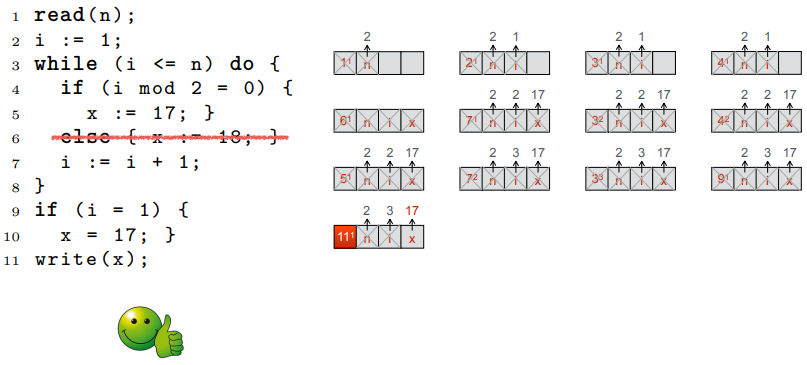 1 read(n);
2 i := 1;
3 while (i <= n) do {
4 if (i mod 2 = 0) {
5 x := 17; }
6 else { x := 18; }
7 i := i + 1;
8 }
9 if (i = 1) {
10 x = 17; }
11 write(x);
2 2 1 2 1 2 1
1¹ n 2¹ n i 3¹ n i 4¹ n i
2 2 17 2 2 17 2 2 17
6¹ n i x 7¹ n i x 3² n i x 4² n i x
2 2 17 2 3 17 2 3 17 2 3 17
5¹ n i x 7² n i x 3³ n i x 9¹ n i x
2 3 17
11¹ n i x